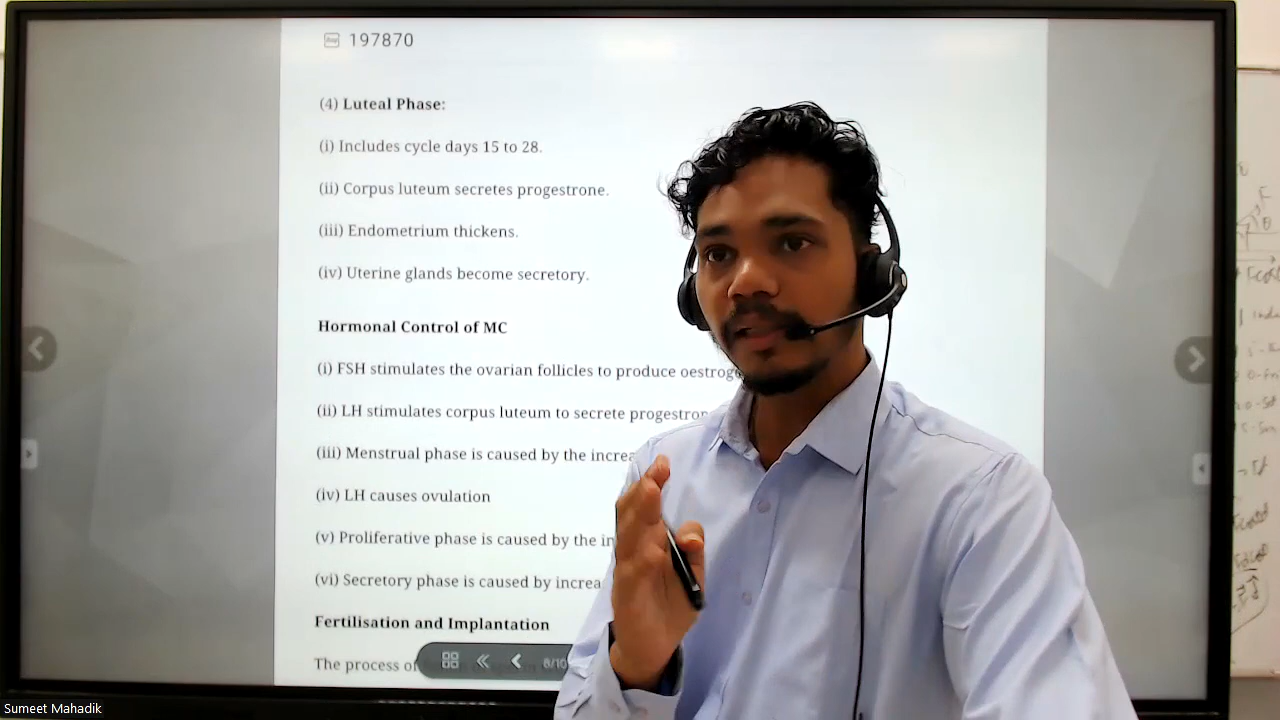 197870
(4) Luteal Phase:
(i) Includes cycle days 15 to 28.
(ii) Corpus luteum secretes progestrone.
(iii) Endometrium thickens.
(iv) Uterine glands become secretory.
Hormonal Control of MC
(i) FSH stimulates the ovarian follicles to produce oestroge
(ii) LH stimulates corpus luteum to secrete progestron
(iii) Menstrual phase is caused by the increa
(iv) LH causes ovulation
(v) Proliferative phase is caused by the in
(vi) Secretory phase is caused by increa
Fertilisation and Implantation
The process of
8/10
Sumeet Mahadik